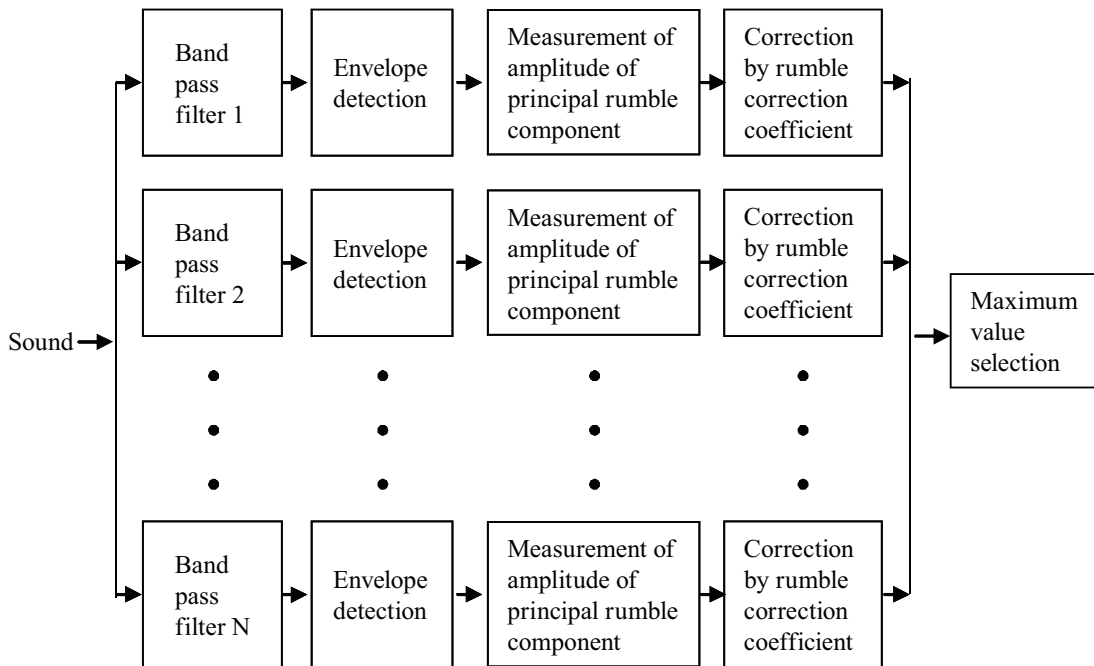 Band
pass
filter 1
Envelope
detection
Measurement of
amplitude of
principal rumble
component
Correction
by rumble
correction
coefficient
Band
pass
filter 2
Envelope
detection
Measurement of
amplitude of
principal rumble
component
Correction
by rumble
correction
coefficient
Sound
Maximum
value
selection
Band
pass
filter N
Envelope
detection
Measurement of
amplitude of
principal rumble
component
Correction
by rumble
correction
coefficient